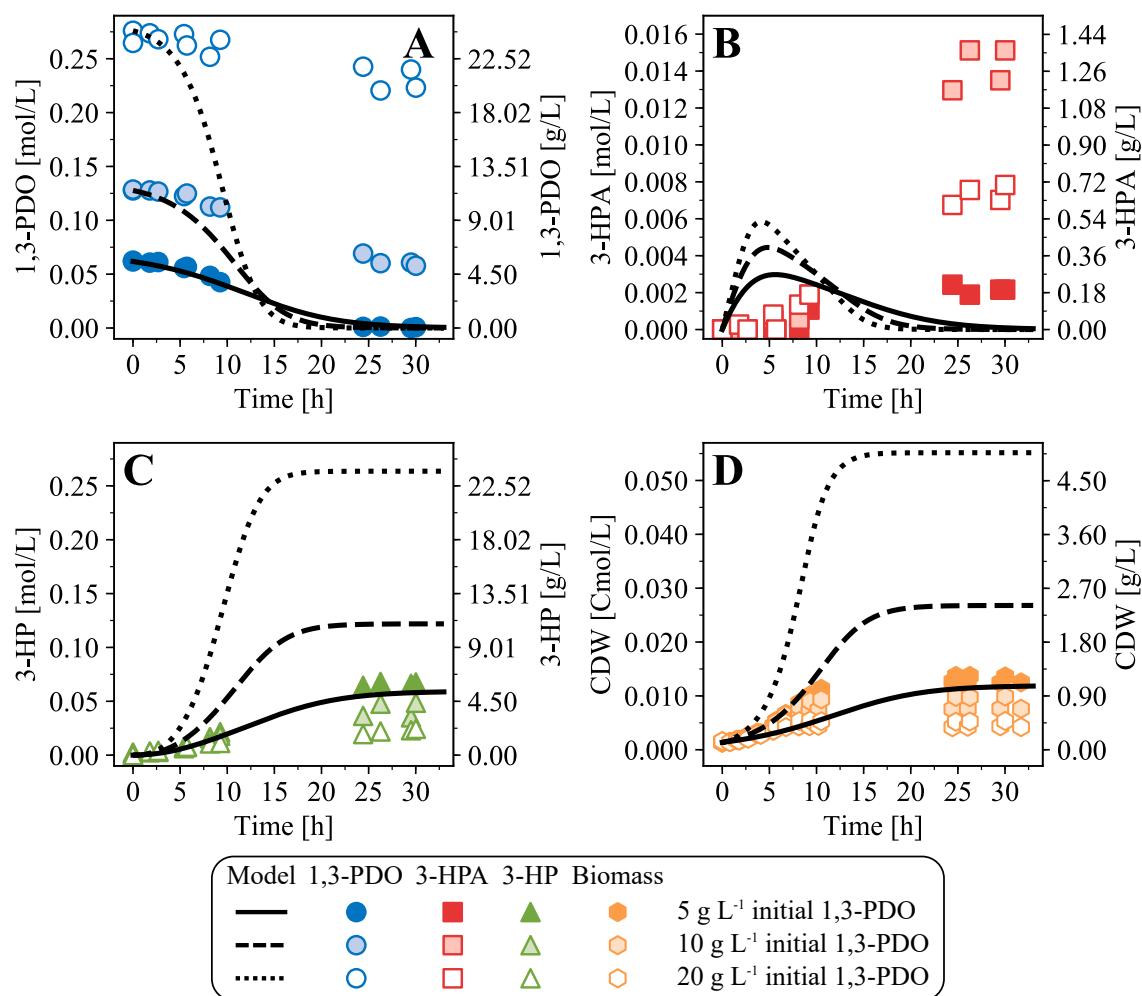 A
0.25
0.20
0.15
0.10
0.05
0.00
1,3-PDO [mol/L]
22.52
18.02
13.51
9.01
4.50
0.00
1,3-PDO [g/L]
0 5 10 15 20 25 30
Time [h]
B
0.016
0.014
0.012
0.010
0.008
0.006
0.004
0.002
0.000
3-HPA [mol/L]
1.44
1.26
1.08
0.90
0.72
0.54
0.36
0.18
0.00
3-HPA [g/L]
0 5 10 15 20 25 30
Time [h]
C
0.25
0.20
0.15
0.10
0.05
0.00
3-HP [mol/L]
22.52
18.02
13.51
9.01
4.50
0.00
3-HP [g/L]
0 5 10 15 20 25 30
Time [h]
D
0.050
0.040
0.030
0.020
0.010
0.000
CDW [Cmol/L]
4.50
3.60
2.70
1.80
0.90
0.00
CDW [g/L]
0 5 10 15 20 25 30
Time [h]
Model 1,3-PDO 3-HPA 3-HP Biomass
5 g L⁻¹ initial 1,3-PDO
10 g L⁻¹ initial 1,3-PDO
20 g L⁻¹ initial 1,3-PDO